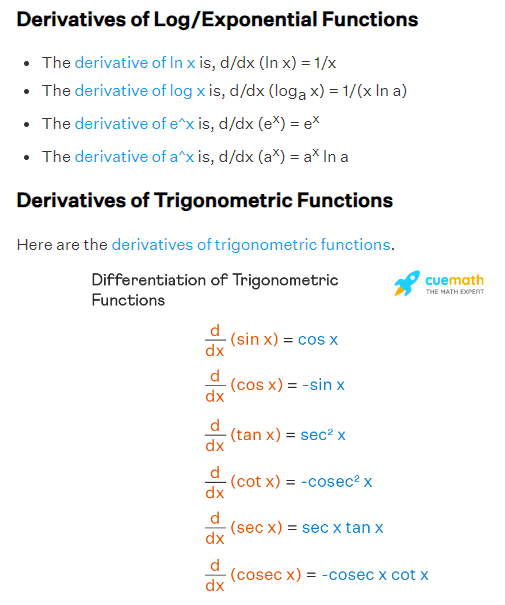 Derivatives of Log/Exponential Functions
• The derivative of ln x is, d/dx (ln x) = 1/x
• The derivative of log x is, d/dx (logₐ x) = 1/(x ln a)
• The derivative of e^x is, d/dx (eˣ) = eˣ
• The derivative of a^x is, d/dx (aˣ) = aˣ ln a
Derivatives of Trigonometric Functions
Here are the derivatives of trigonometric functions.
Differentiation of Trigonometric
Functions
cuemath
THE MATH EXPERT
d/dx (sin x) = cos x
d/dx (cos x) = -sin x
d/dx (tan x) = sec² x
d/dx (cot x) = -cosec² x
d/dx (sec x) = sec x tan x
d/dx (cosec x) = -cosec x cot x